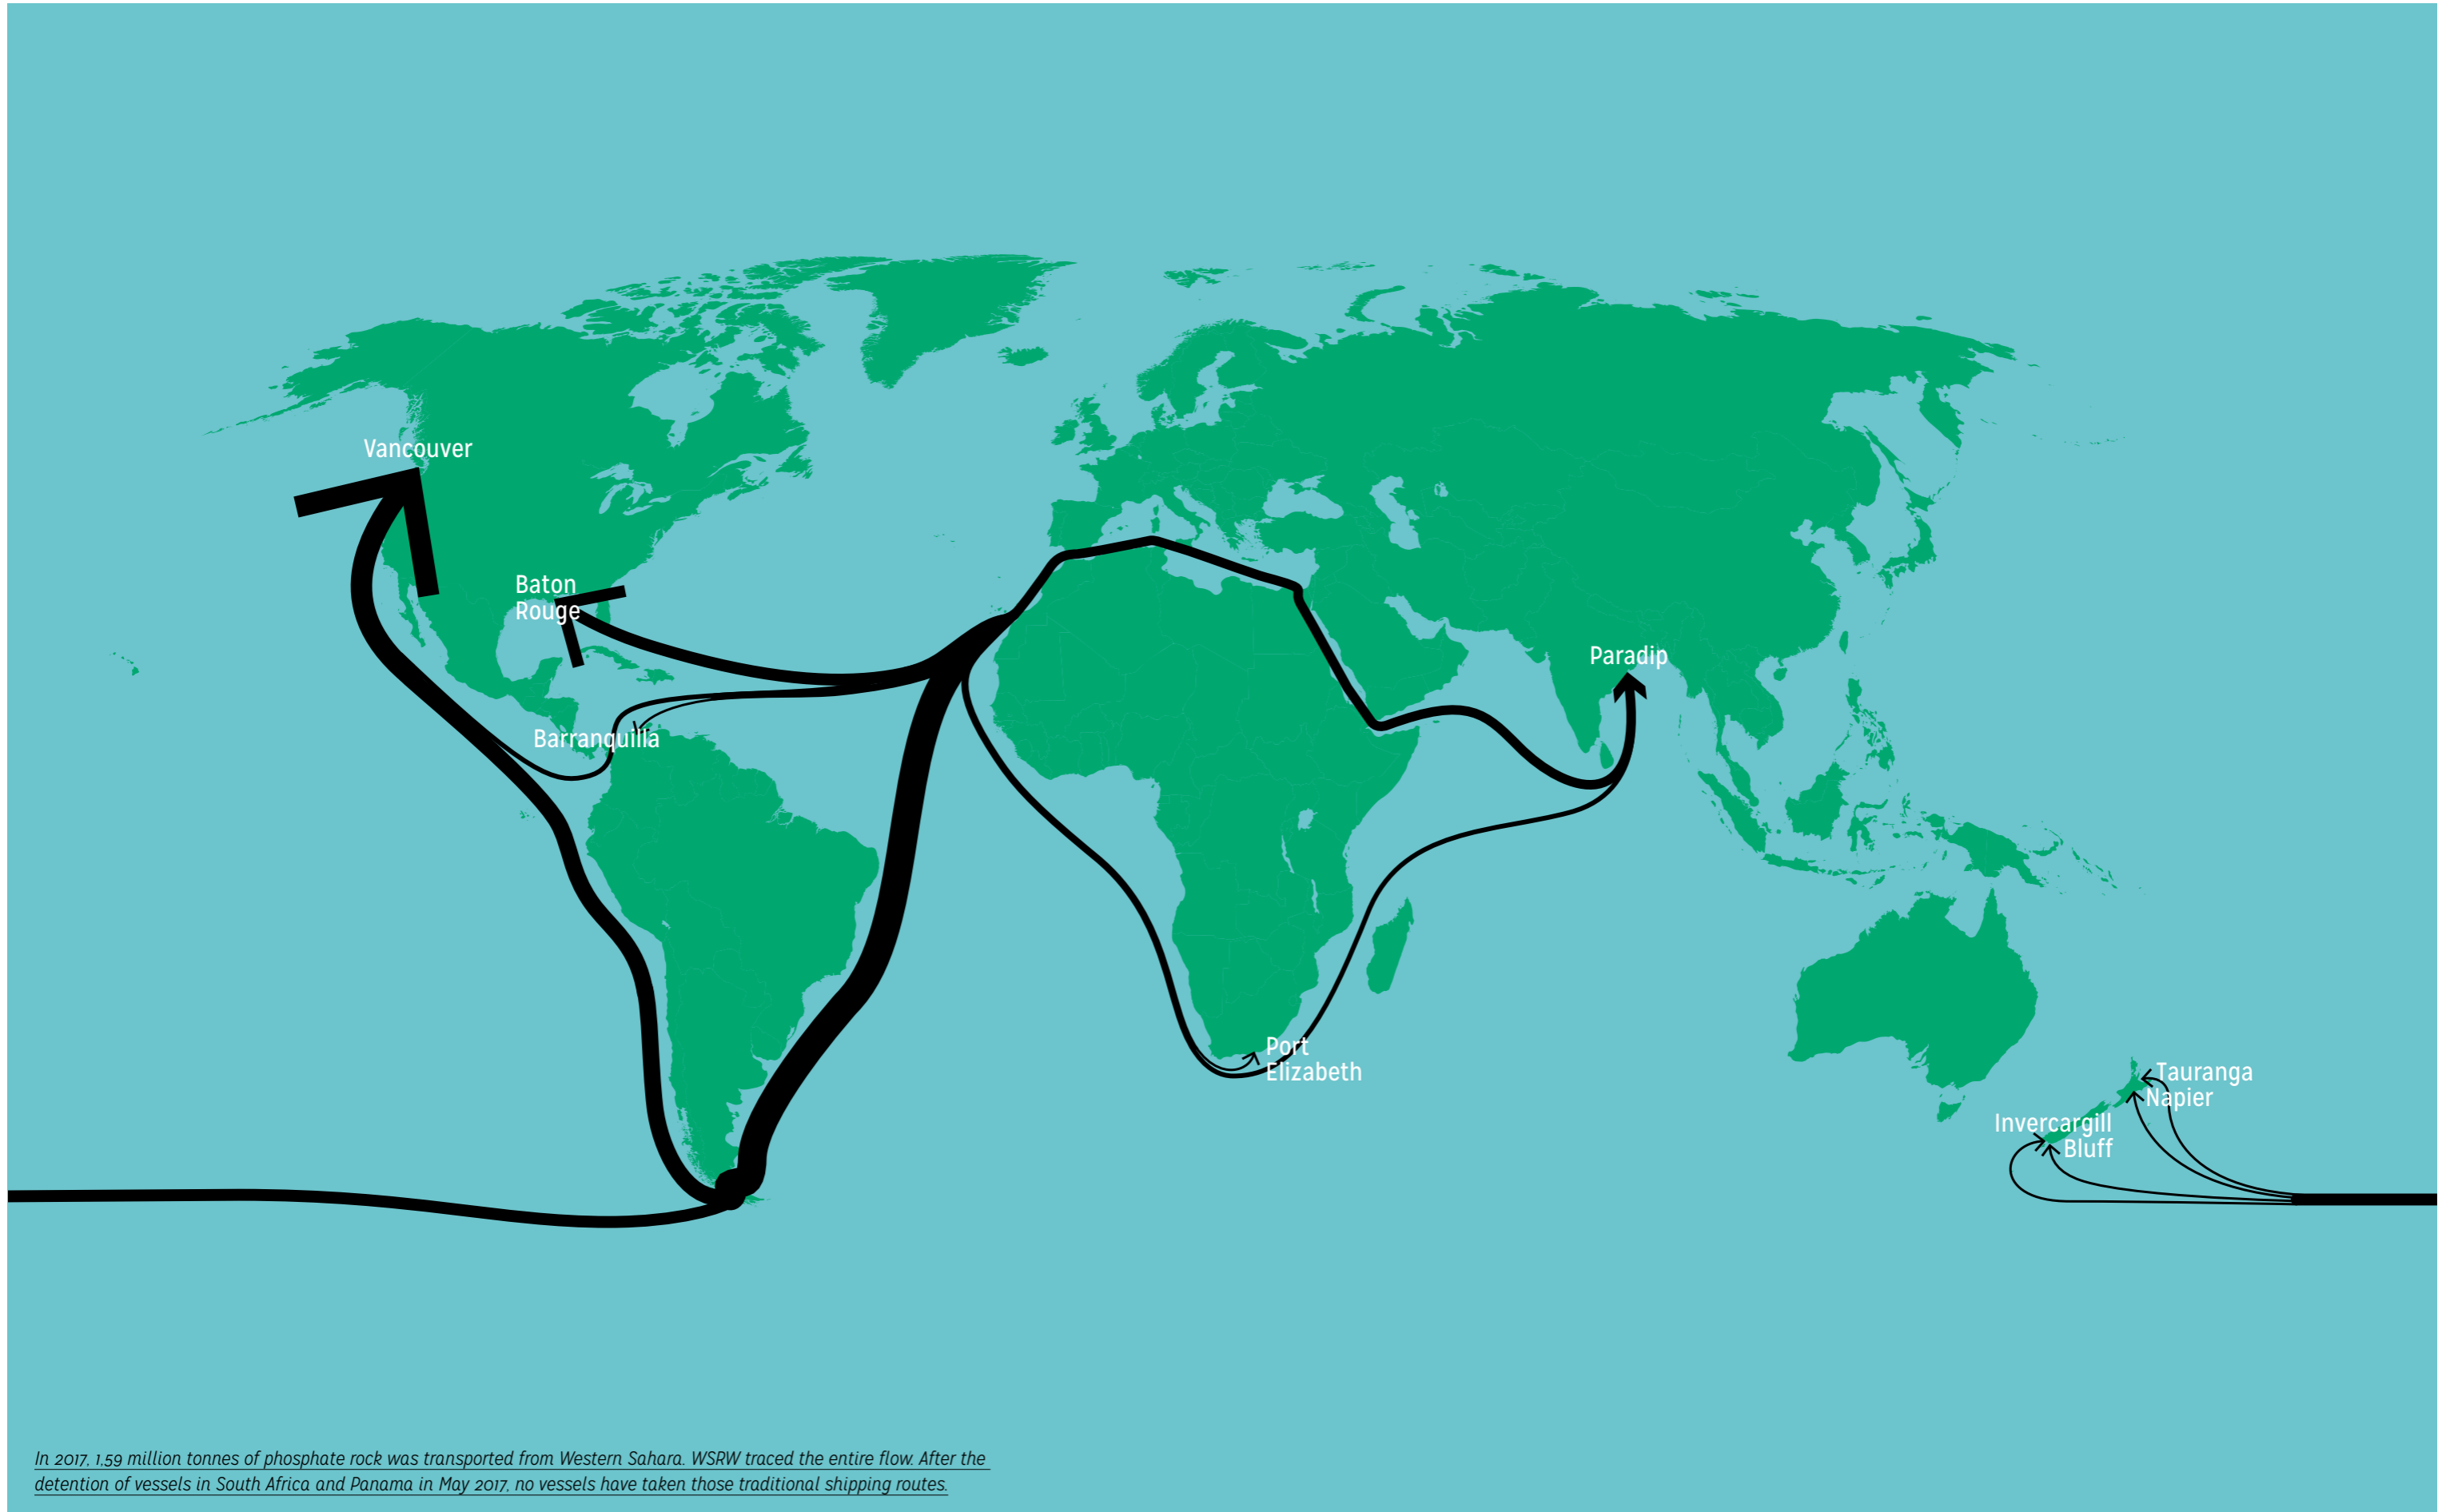 Vancouver
Baton
Rouge
Paradip
Barranquilla
Port
Elizabeth
Tauranga
Napier
Invercargill
Bluff
In 2017, 1,59 million tonnes of phosphate rock was transported from Western Sahara. WSRW traced the entire flow. After the
detention of vessels in South Africa and Panama in May 2017, no vessels have taken those traditional shipping routes.